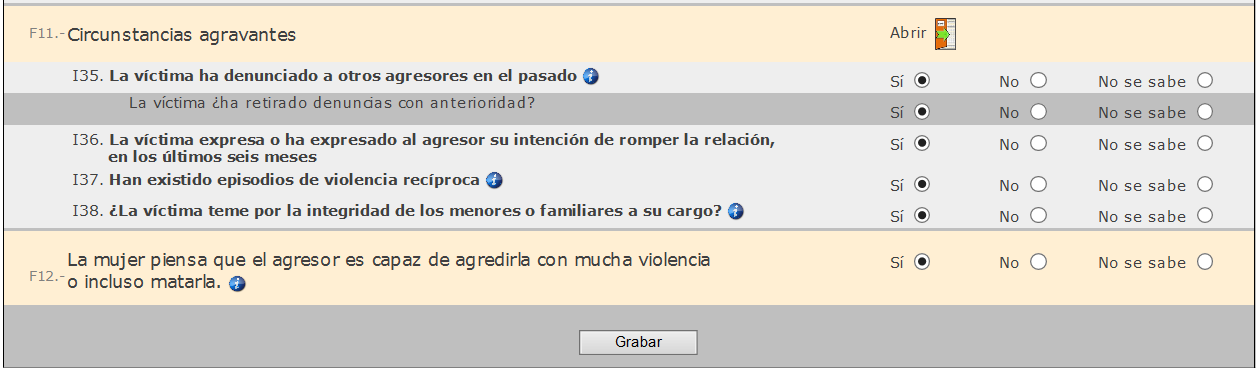 F11.- Circunstancias agravantes Abrir
I35. La víctima ha denunciado a otros agresores en el pasado Sí No No se sabe
La víctima ¿ha retirado denuncias con anterioridad? Sí No No se sabe
I36. La víctima expresa o ha expresado al agresor su intención de romper la relación, Sí No No se sabe
en los últimos seis meses
I37. Han existido episodios de violencia recíproca Sí No No se sabe
I38. ¿La víctima teme por la integridad de los menores o familiares a su cargo? Sí No No se sabe
La mujer piensa que el agresor es capaz de agredirla con mucha violencia Sí No No se sabe
F12.- o incluso matarla.
Grabar